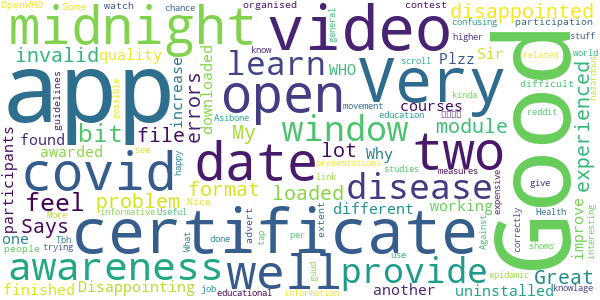 OpenWHO
Some
watch
chance
organised
contest
confusing
participation
related
stuff
hazardous
world
midnight
video
disappointed
invalid
quality
guidelines
possible
downloaded
increase
errors
learn
WHO
Plzz
Sir
know
general
higher
difficult
reddit
app
Very
Good
open
courses
scroll
kinda
participants
found
bit
file
My
movement
Asibone
education
window
module
experienced
awarded
see
happy
covid
date
two
lot
Why
problem
format
loaded
presentations
link
studies
measures
expensive
give
improve
interesting
feel
Says
disease
different
working
extent
correctly
Health
shows
certificate
one
More
informative
Useful
Nice
advert
Tbh
people
trying
What
done
tap
per
guud
use
Against
epidamic
knowlage
awareness
well
provide
Great
finished
Disappointing
job
educational
information
another
uninstalled